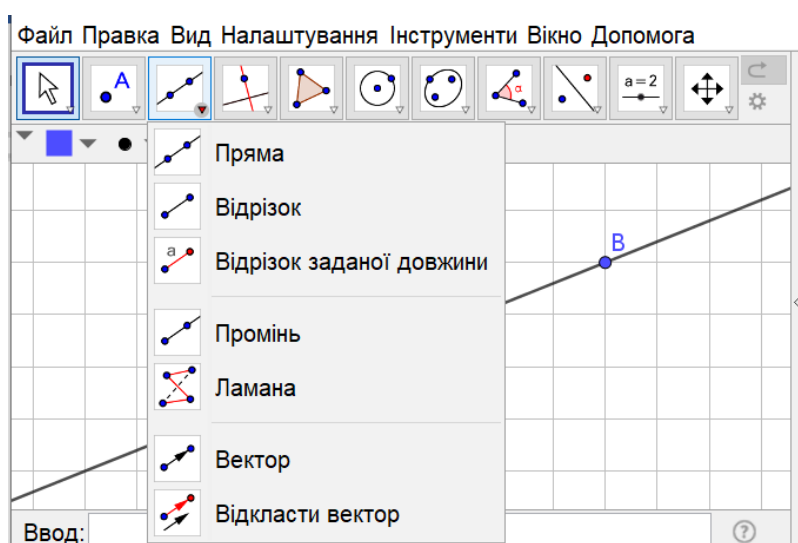 Файл Правка Вид Налаштування Інструменти Вікно Допомога
A
α
a=2
Пряма
Відрізок
a
Відрізок заданої довжини
Промінь
Ламана
Вектор
Відкласти вектор
B
Ввод:
?